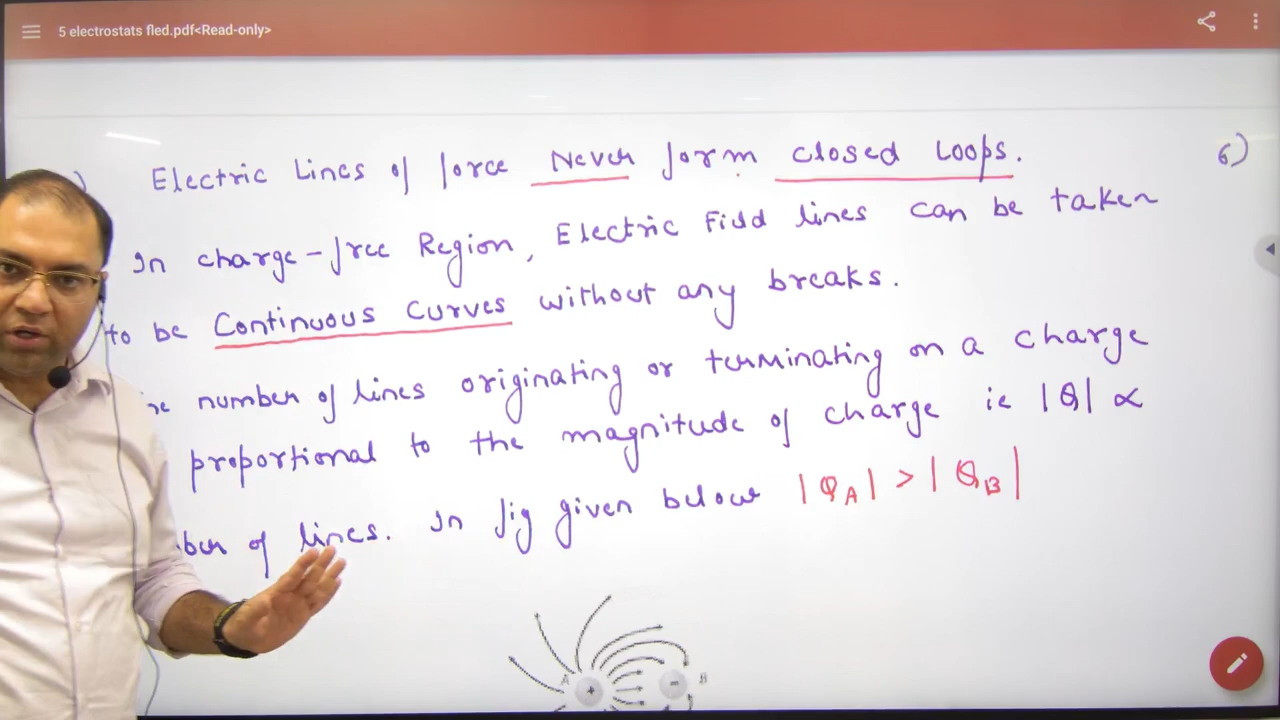 5 electrostats fled.pdf<Read-only>
Electric Lines of force Never form closed Loops.
6)
In charge-free Region, Electric Field lines can be taken
to be Continuous Curves without any breaks.
number of lines originating or terminating on a charge
proportional to the magnitude of charge ie |Q| ∝
of lines. In fig given below |QA| > |QB|
A + − B